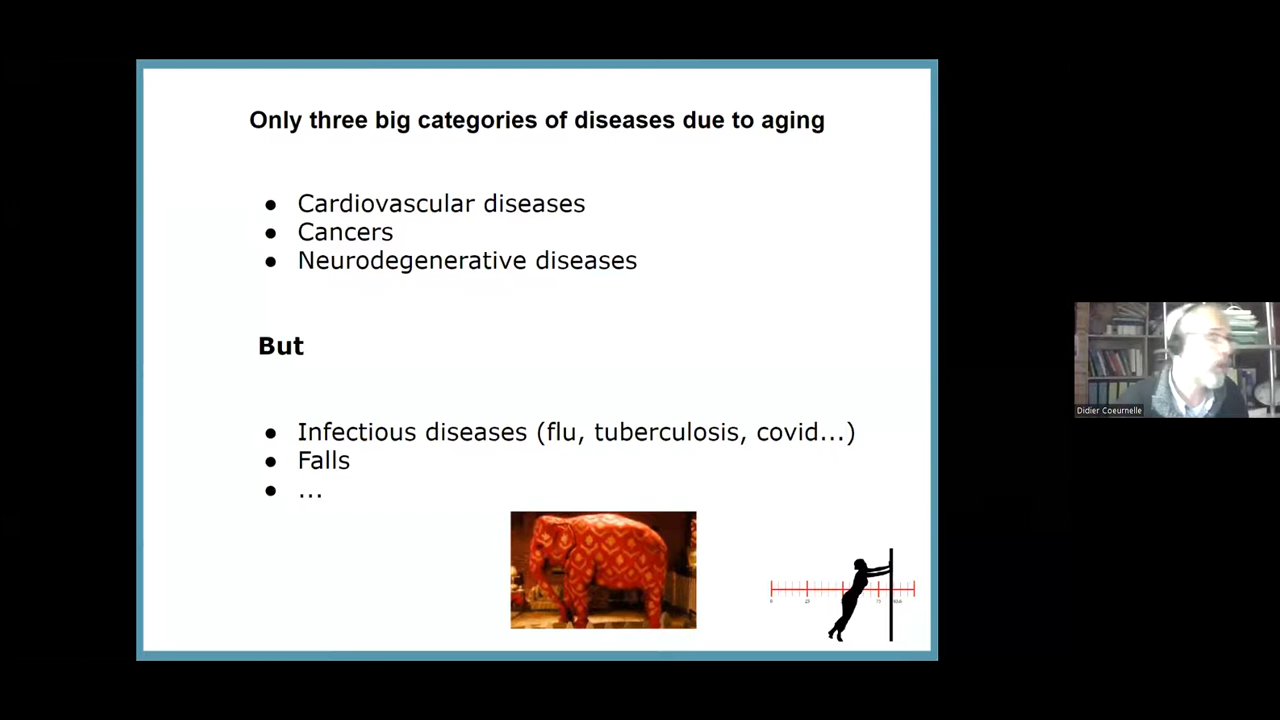 Only three big categories of diseases due to aging
● Cardiovascular diseases
● Cancers
● Neurodegenerative diseases
But
● Infectious diseases (flu, tuberculosis, covid...)
● Falls
● ...
Didier Coeurnelle